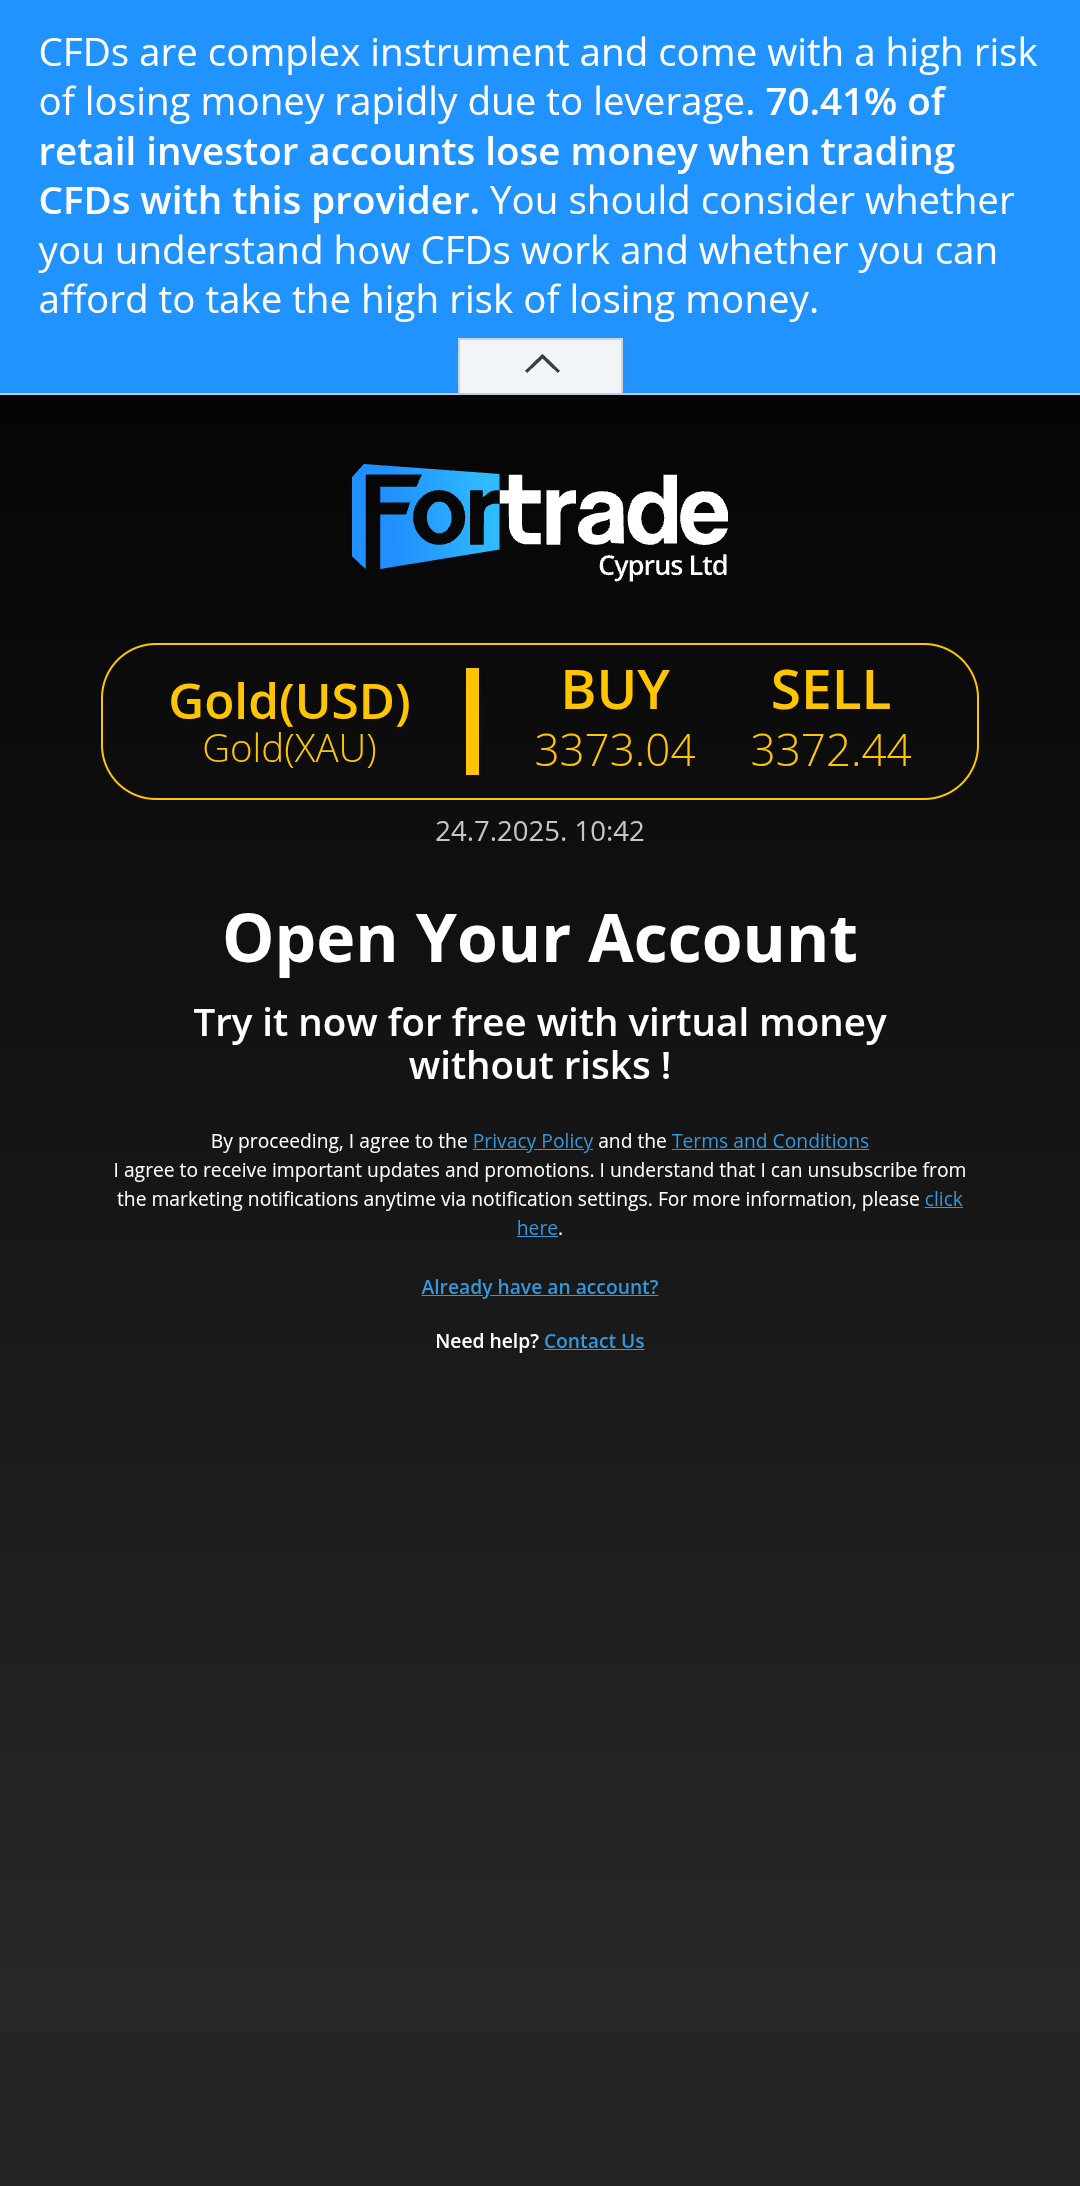 CFDs are complex instrument and come with a high risk
of losing money rapidly due to leverage. 70.41% of
retail investor accounts lose money when trading
CFDs with this provider. You should consider whether
you understand how CFDs work and whether you can
afford to take the high risk of losing money.
Fortrade
Cyprus Ltd
Gold(USD)
Gold(XAU)
BUY
3373.04
SELL
3372.44
24.7.2025. 10:42
Open Your Account
Try it now for free with virtual money
without risks !
By proceeding, I agree to the Privacy Policy and the Terms and Conditions
I agree to receive important updates and promotions. I understand that I can unsubscribe from
the marketing notifications anytime via notification settings. For more information, please click
here.
Already have an account?
Need help? Contact Us